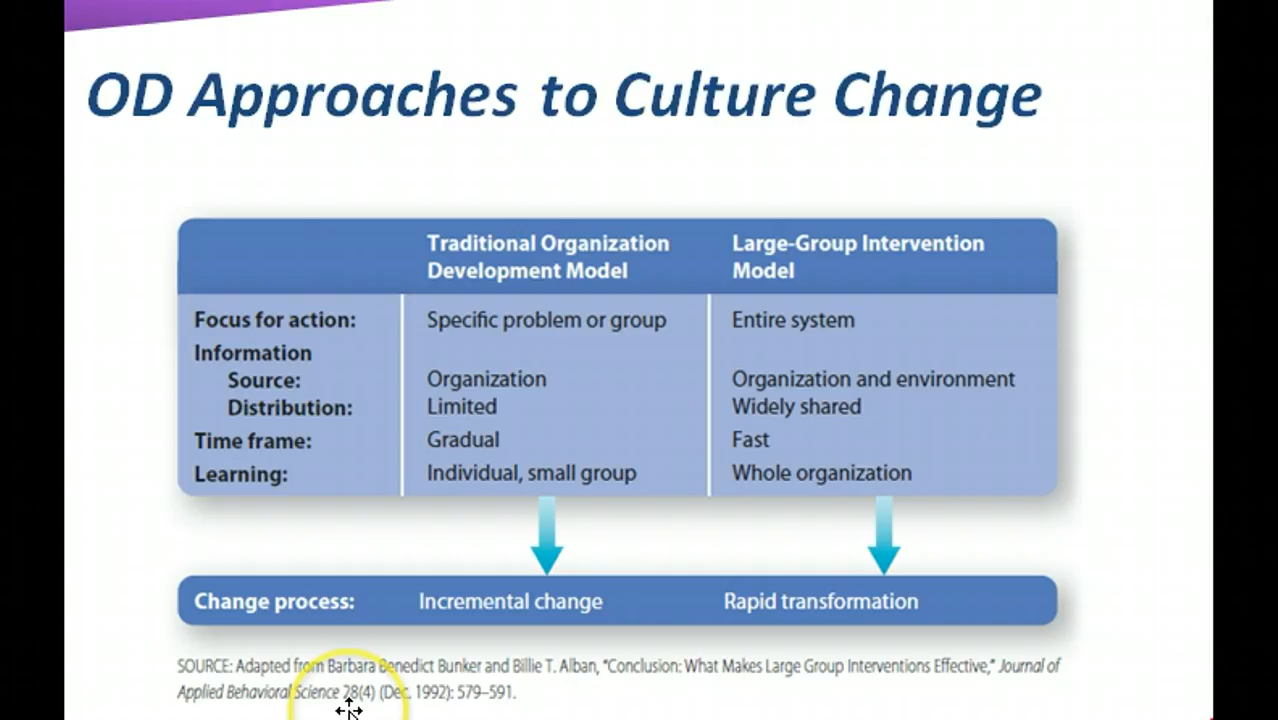 OD Approaches to Culture Change
Traditional Organization Development Model
Large-Group Intervention Model
Focus for action: Specific problem or group Entire system
Information
Source: Organization Organization and environment
Distribution: Limited Widely shared
Time frame: Gradual Fast
Learning: Individual, small group Whole organization
Change process: Incremental change Rapid transformation
SOURCE: Adapted from Barbara Benedict Bunker and Billie T. Alban, “Conclusion: What Makes Large Group Interventions Effective,” Journal of
Applied Behavioral Science 28(4) (Dec. 1992): 579–591.